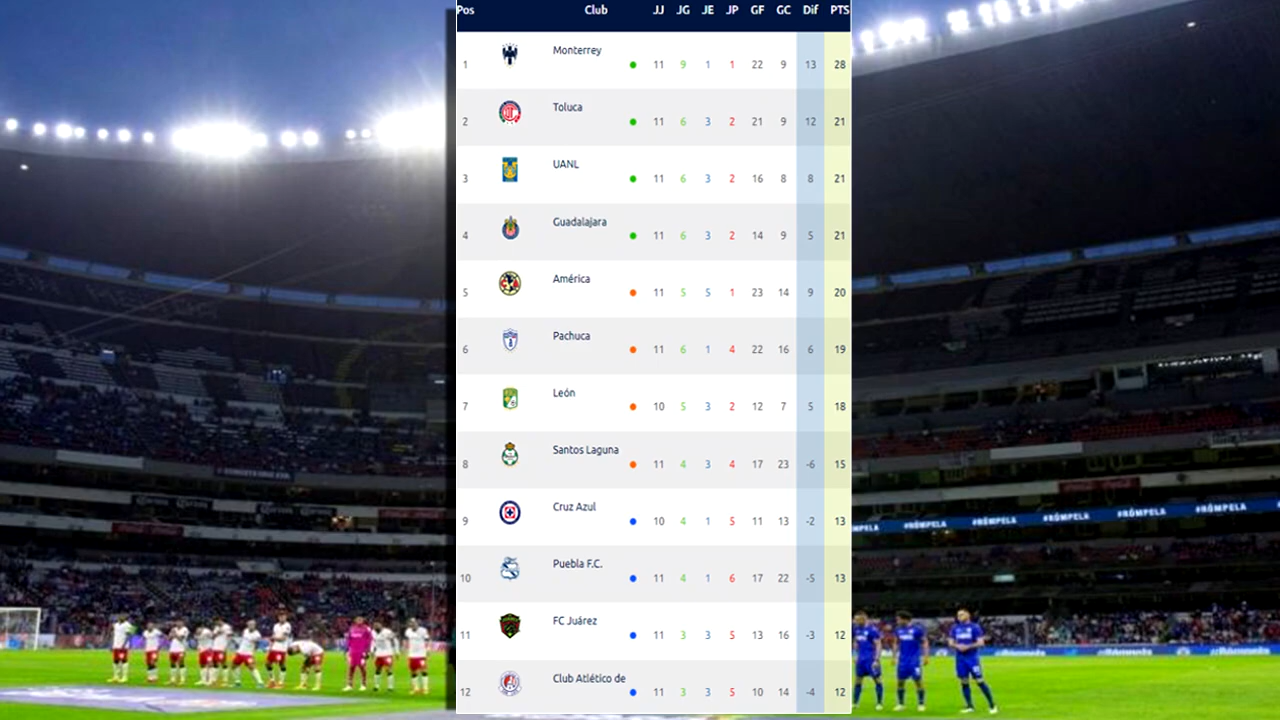 Pos Club JJ JG JE JP GF GC Dif PTS
1 Monterrey 11 9 1 1 22 9 13 28
2 Toluca 11 6 3 2 21 9 12 21
3 UANL 11 6 3 2 16 8 8 21
4 Guadalajara 11 6 3 2 14 9 5 21
5 América 11 5 5 1 23 14 9 20
6 Pachuca 11 6 1 4 22 16 6 19
7 León 10 5 3 2 12 7 5 18
8 Santos Laguna 11 4 3 4 17 23 -6 15
9 Cruz Azul 10 4 1 5 11 13 -2 13
10 Puebla F.C. 11 4 1 6 17 22 -5 13
11 FC Juárez 11 3 3 5 13 16 -3 12
12 Club Atlético de 11 3 3 5 10 14 -4 12
#RÓMPELA #RÓMPELA #RÓMPELA #RÓMPELA #RÓMPELA